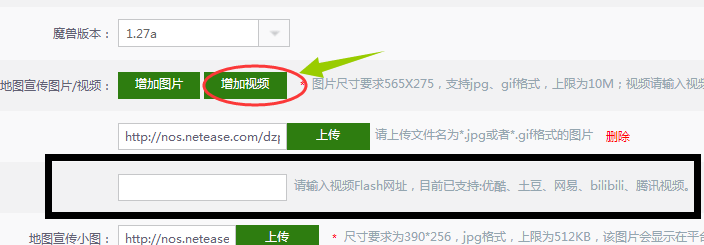 魔兽版本： 1.27a
地图宣传图片/视频： 增加图片 增加视频 * 图片尺寸要求565X275，支持jpg、gif格式，上限为10M；视频请输入视频
http://nos.netease.com/dzp 上传 请上传文件名为*.jpg或者*.gif格式的图片 删除
请输入视频Flash网址，目前已支持:优酷、土豆、网易、bilibili、腾讯视频。
地图宣传小图： http://nos.netease 上传 * 尺寸要求为390*256，jpg格式，上限为512KB，该图片会显示在平台